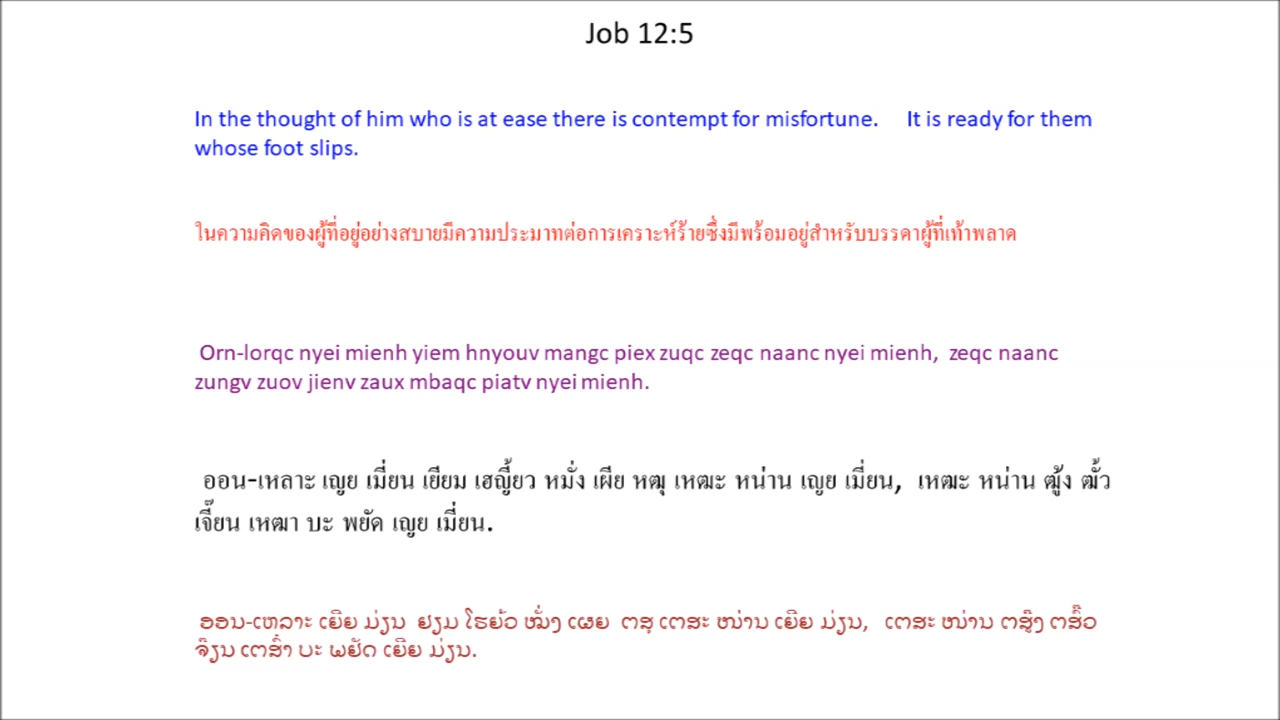 Job 12:5
In the thought of him who is at ease there is contempt for misfortune. It is ready for them
whose foot slips.
ในความคิดของผู้ที่อยู่อย่างสบายมีความประมาทต่อการเคราะห์ร้ายซึ่งมีพร้อมอยู่สำหรับบรรดาผู้ที่เท้าพลาด
Orn-lorqc nyei mienh yiem hnyouv mangc piex zuqc zeqc naanc nyei mienh, zeqc naanc
zungv zuov jienv zaux mbaqc piatv nyei mienh.
ออน-เหลาะ เญย เมี่ยน เยียม เฮญี้ยว หมั่ง เผีย หฒุ เหฒะ หน่าน เญย เมี่ยน, เหฒะ หน่าน ฒู้ง ฒั้ว
เจี๊ยน เหฒา บะ พยัด เญย เมี่ยน.
ອອນ-ເຫລາະ ເຍີຍ ມ່ຽນ ຢຽມ ໂຮຍ້ວ ໝັ່ງ ເຜຍ ຕສຸ ເຕສະ ໜ່ານ ເຍີຍ ມ່ຽນ, ເຕສະ ໜ່ານ ຕສູ໊ງ ຕສົ໊ວ
ຈ໊ຽນ ເຕສົ່າ ບະ ພຢັດ ເຍີຍ ມ່ຽນ.